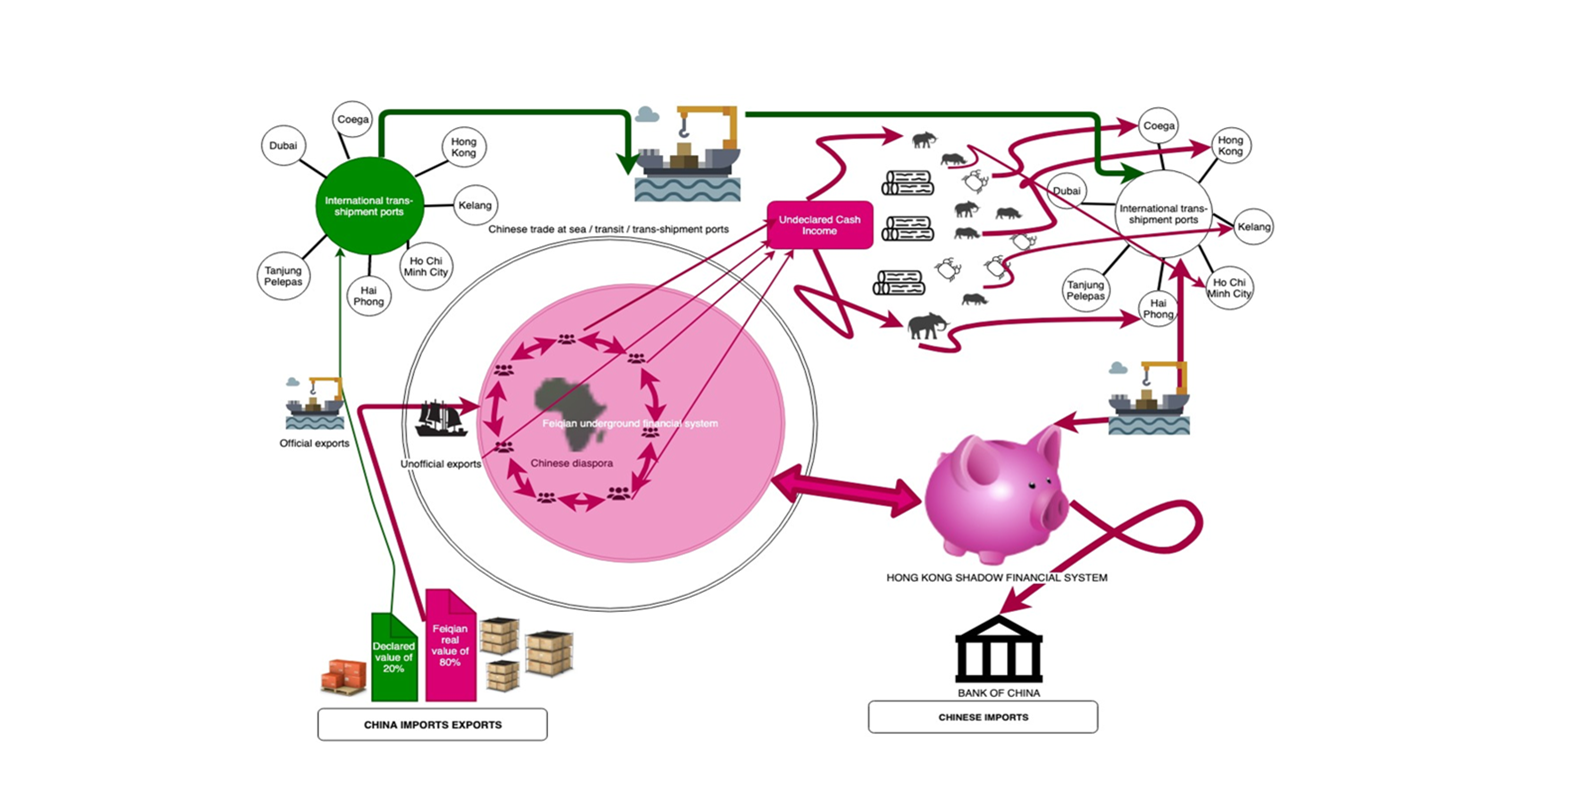 Coega
Dubai
Hong
Kong
International trans-
shipment ports
Kelang
Tanjung
Pelepas
Hai
Phong
Ho Chi
Minh City
Chinese trade at sea / transit / trans-shipment ports
Undeclared Cash
Income
Coega
Hong
Kong
Dubai
International trans-
shipment ports
Kelang
Tanjung
Pelepas
Hai
Phong
Ho Chi
Minh City
Official exports
Unofficial exports
Feiqian underground financial system
Chinese diaspora
HONG KONG SHADOW FINANCIAL SYSTEM
Declared
value of
20%
Feiqian
real
value of
80%
BANK OF CHINA
CHINA IMPORTS EXPORTS
CHINESE IMPORTS